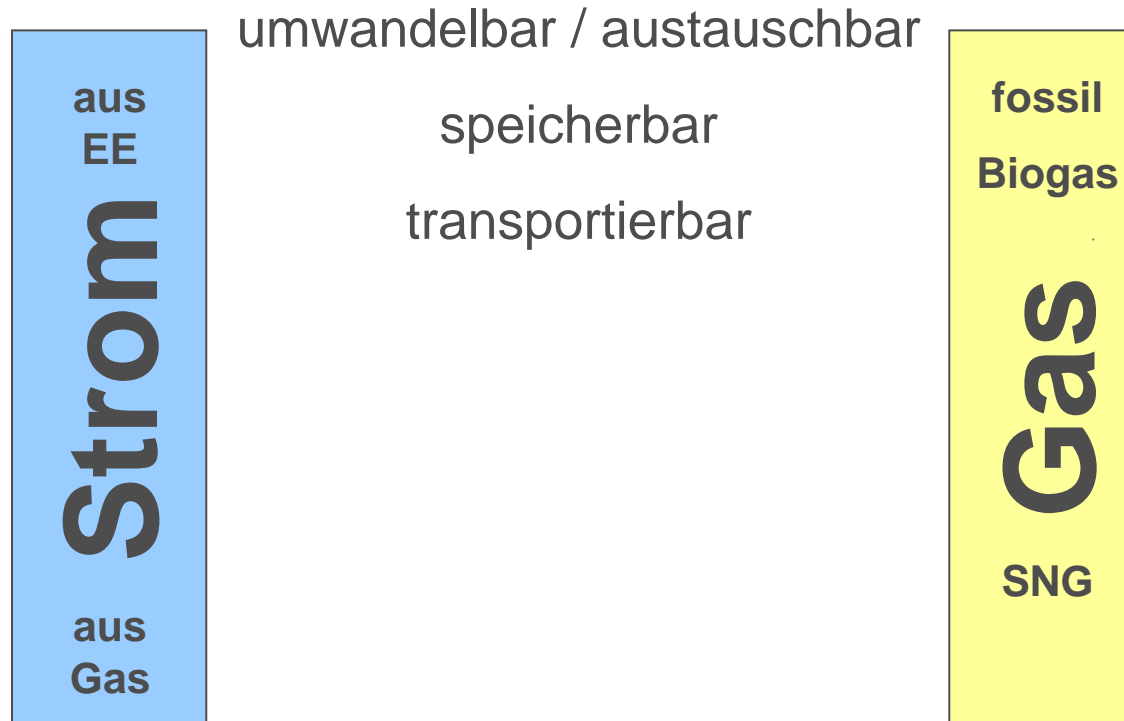 umwandelbar / austauschbar
speicherbar
transportierbar
aus
EE
Strom
aus
Gas
fossil
Biogas
Gas
SNG